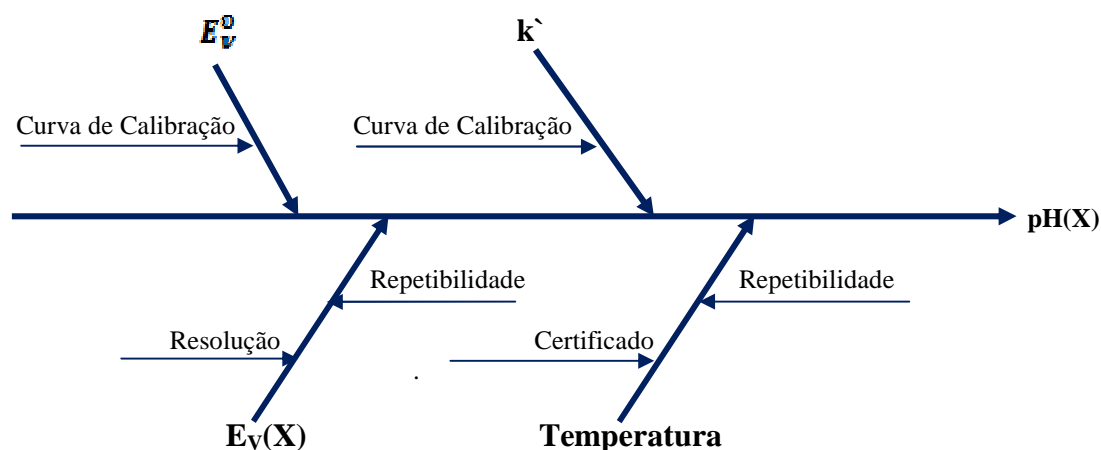 E⁰ᵥ k`
Curva de Calibração Curva de Calibração
pH(X)
Repetibilidade Repetibilidade
Resolução Certificado
.
Eᵥ(X) Temperatura